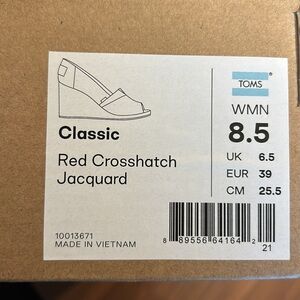 TOMS
WMN
8.5
UK 6.5
EUR 39
CM 25.5
Classic
Red Crosshatch
Jacquard
10013671
MADE IN VIETNAM
8 89556 64164 2
21